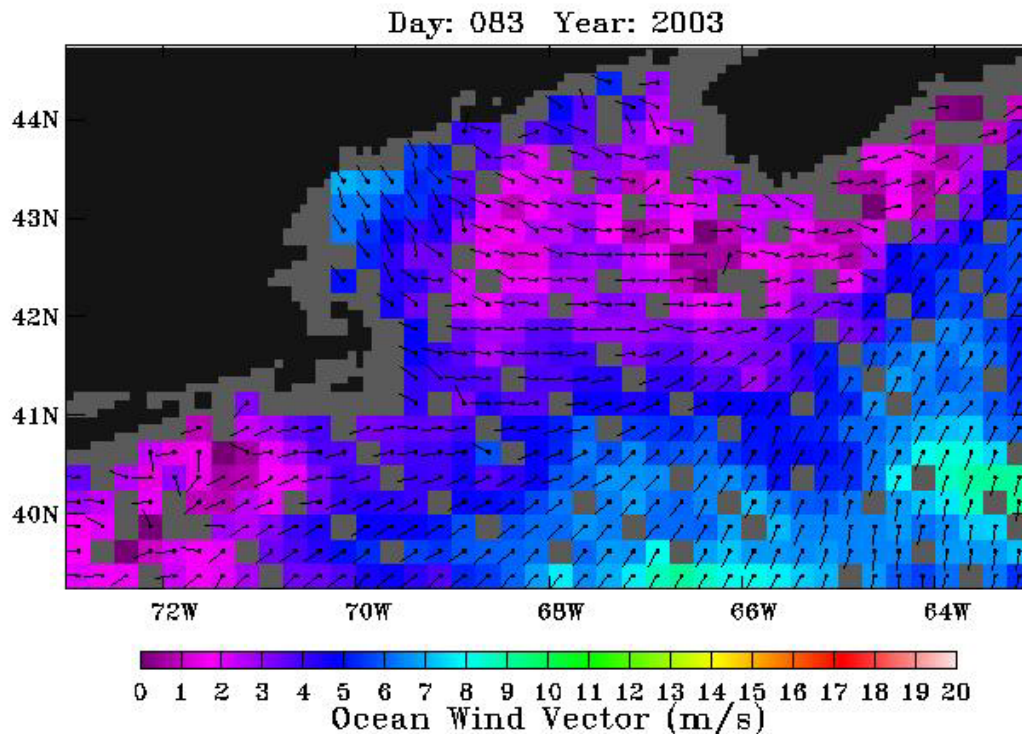 Day: 083 Year: 2003
44N
43N
42N
41N
40N
72W 70W 68W 66W 64W
0 1 2 3 4 5 6 7 8 9 10 11 12 13 14 15 16 17 18 19 20
Ocean Wind Vector (m/s)